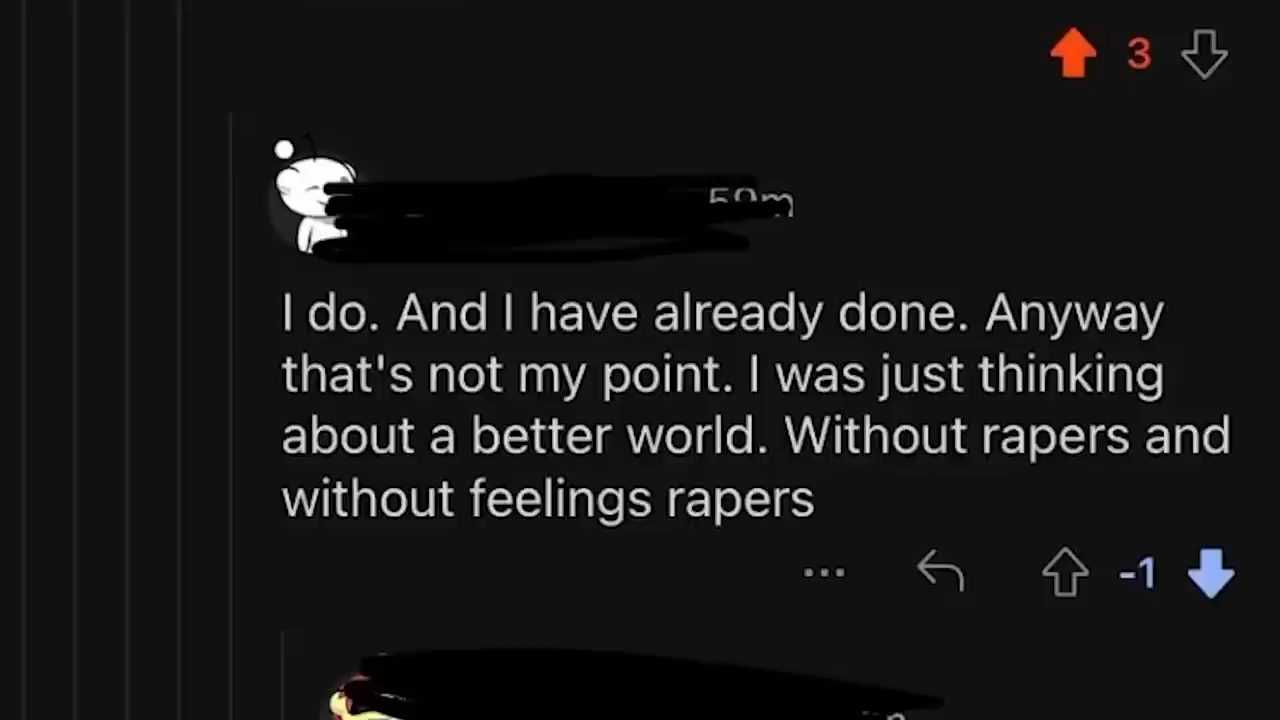 3
I do. And I have already done. Anyway
that's not my point. I was just thinking
about a better world. Without rapers and
without feelings rapers
-1